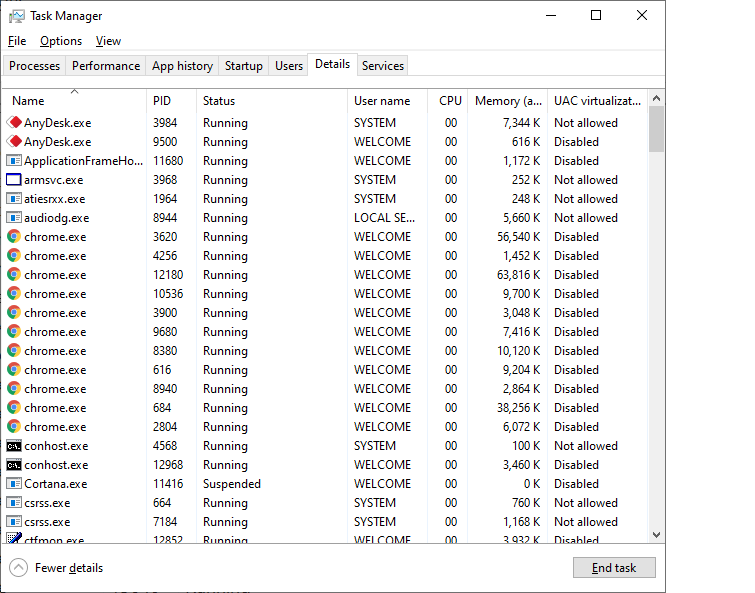 Task Manager
File Options View
Processes Performance App history Startup Users Details Services
Name PID Status User name CPU Memory (a... UAC virtualizat...
AnyDesk.exe 3984 Running SYSTEM 00 7,344 K Not allowed
AnyDesk.exe 9500 Running WELCOME 00 616 K Disabled
ApplicationFrameHo... 11680 Running WELCOME 00 1,172 K Disabled
armsvc.exe 3968 Running SYSTEM 00 252 K Not allowed
atiesrxx.exe 1964 Running SYSTEM 00 248 K Not allowed
audiodg.exe 8944 Running LOCAL SE... 00 5,660 K Not allowed
chrome.exe 3620 Running WELCOME 00 56,540 K Disabled
chrome.exe 4256 Running WELCOME 00 1,452 K Disabled
chrome.exe 12180 Running WELCOME 00 63,816 K Disabled
chrome.exe 10536 Running WELCOME 00 9,700 K Disabled
chrome.exe 3900 Running WELCOME 00 3,048 K Disabled
chrome.exe 9680 Running WELCOME 00 7,416 K Disabled
chrome.exe 8380 Running WELCOME 00 10,120 K Disabled
chrome.exe 616 Running WELCOME 00 9,204 K Disabled
chrome.exe 8940 Running WELCOME 00 2,864 K Disabled
chrome.exe 684 Running WELCOME 00 38,256 K Disabled
chrome.exe 2804 Running WELCOME 00 6,072 K Disabled
conhost.exe 4568 Running SYSTEM 00 100 K Not allowed
conhost.exe 12968 Running WELCOME 00 3,460 K Disabled
Cortana.exe 11416 Suspended WELCOME 00 0 K Disabled
csrss.exe 664 Running SYSTEM 00 760 K Not allowed
csrss.exe 7184 Running SYSTEM 00 1,168 K Not allowed
ctfmon.exe 12852 Running WELCOME 00 3,932 K Disabled
Fewer details End task